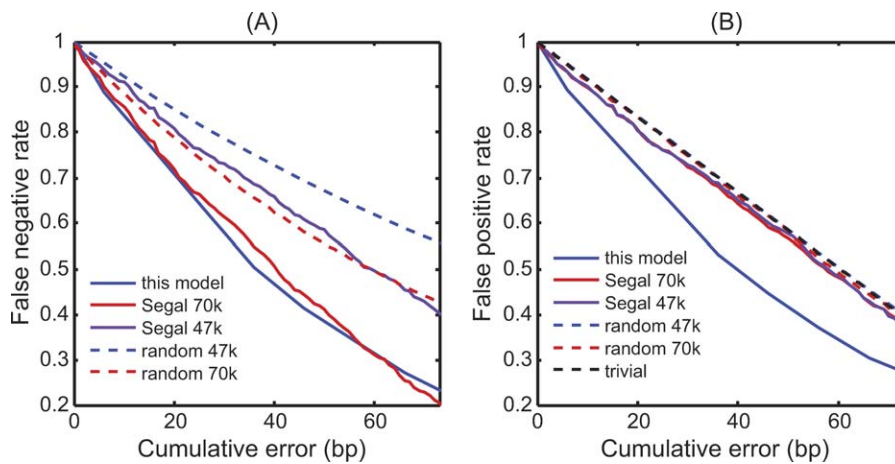 (A)
1
0.9
0.8
0.7
0.6
0.5
0.4
0.3
0.2
False negative rate
this model
Segal 70k
Segal 47k
random 47k
random 70k
0
20
40
60
Cumulative error (bp)
(B)
1
0.9
0.8
0.7
0.6
0.5
0.4
0.3
0.2
False positive rate
this model
Segal 70k
Segal 47k
random 47k
random 70k
trivial
0
20
40
60
Cumulative error (bp)